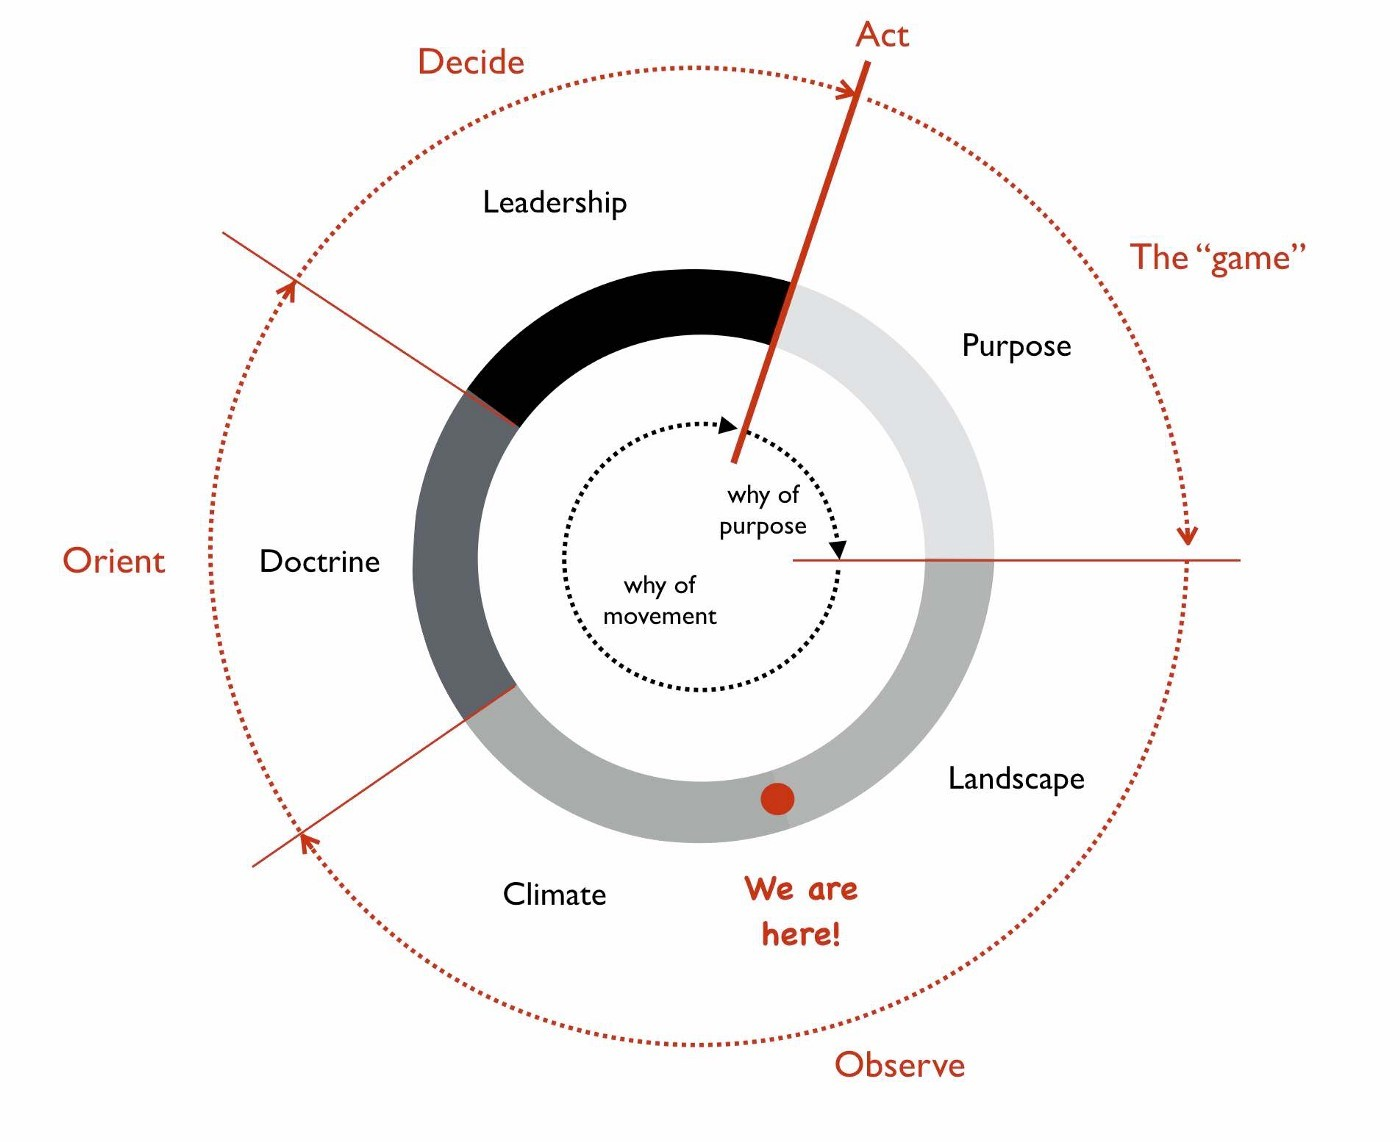 Act
Decide
Leadership
The “game”
Purpose
why of
purpose
Orient
Doctrine
why of
movement
Landscape
Climate
We are
here!
Observe